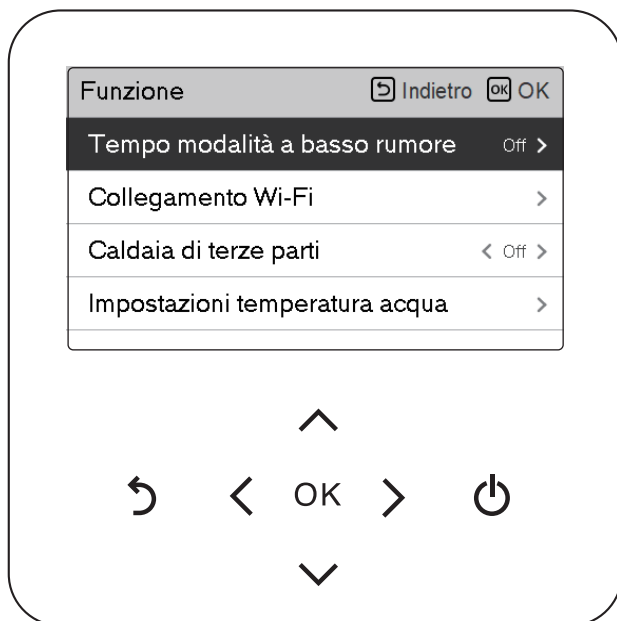 Funzione Indietro OK OK
Tempo modalità a basso rumore Off
Collegamento Wi-Fi
Caldaia di terze parti Off
Impostazioni temperatura acqua
OK